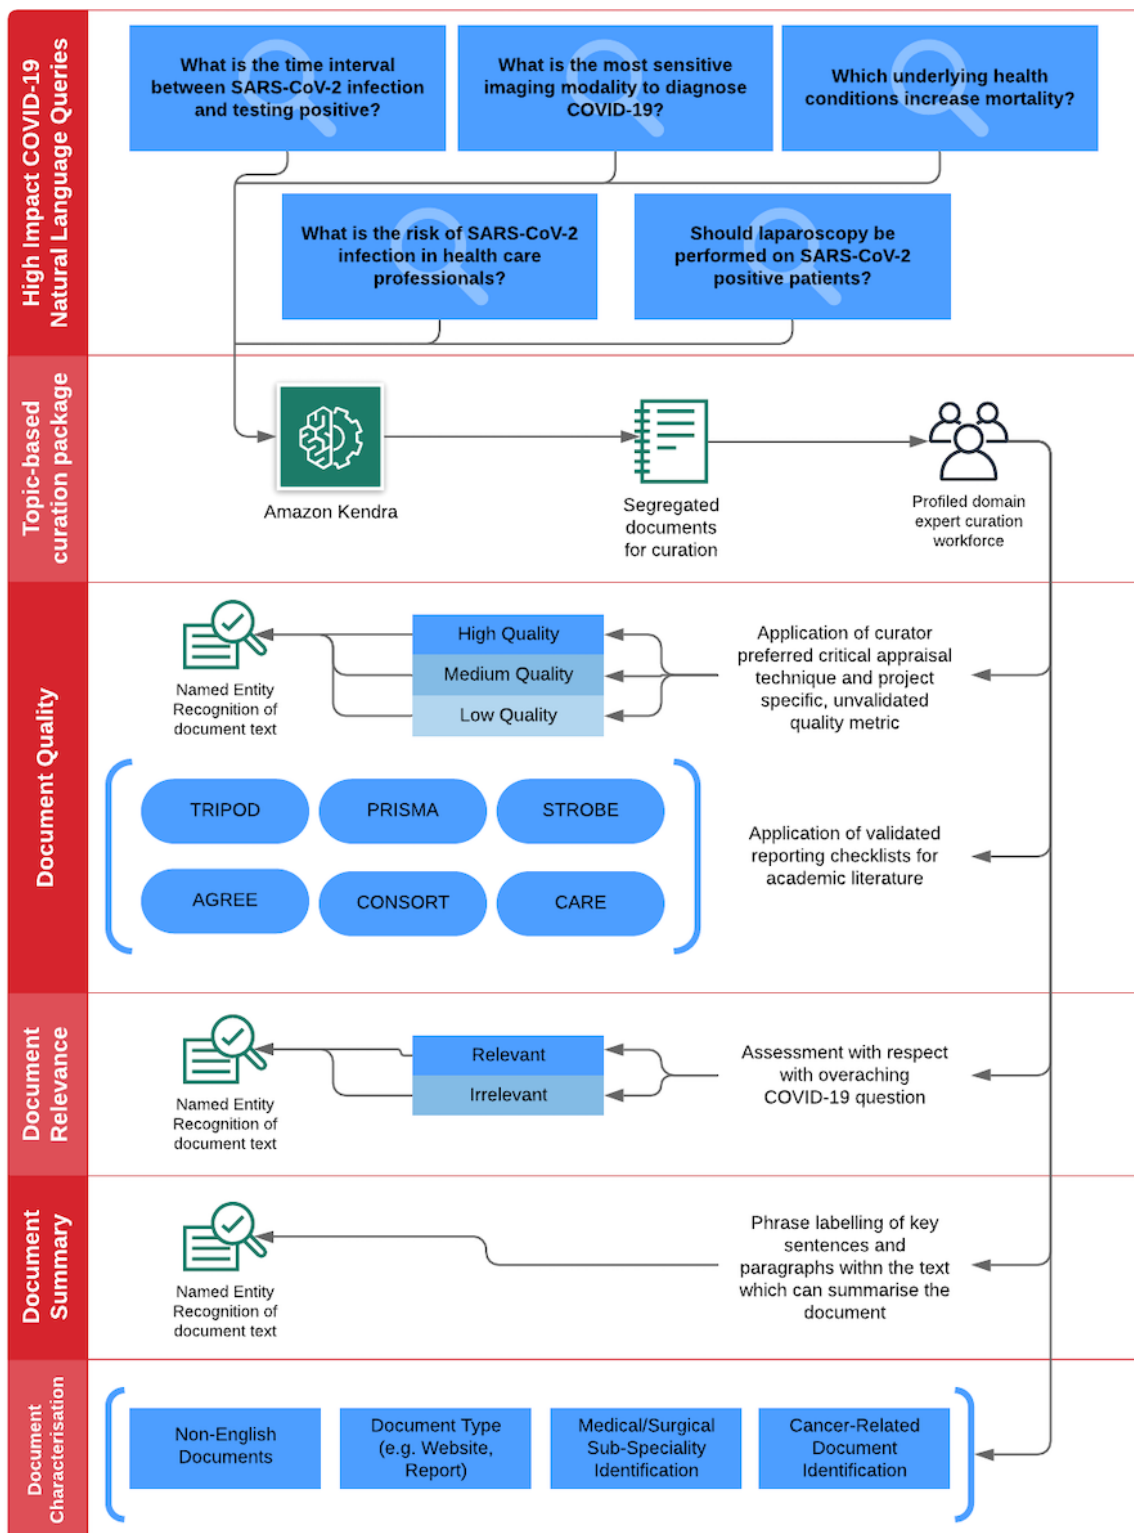 High Impact COVID-19
Natural Language Queries
What is the time interval
between SARS-CoV-2 infection
and testing positive?
What is the most sensitive
imaging modality to diagnose
COVID-19?
Which underlying health
conditions increase mortality?
What is the risk of SARS-CoV-2
infection in health care
professionals?
Should laparoscopy be
performed on SARS-CoV-2
positive patients?
Topic-based
curation package
Amazon Kendra
Segregated
documents
for curation
Profiled domain
expert curation
workforce
Document Quality
Named Entity
Recognition of
document text
High Quality
Medium Quality
Low Quality
Application of curator
preferred critical appraisal
technique and project
specific, unvalidated
quality metric
TRIPOD
PRISMA
STROBE
AGREE
CONSORT
CARE
Application of validated
reporting checklists for
academic literature
Document
Relevance
Named Entity
Recognition of
document text
Relevant
Irrelevant
Assessment with respect
with overaching
COVID-19 question
Document
Summary
Named Entity
Recognition of
document text
Phrase labelling of key
sentences and
paragraphs withn the text
which can summarise the
document
Document
Characterisation
Non-English
Documents
Document Type
(e.g. Website,
Report)
Medical/Surgical
Sub-Speciality
Identification
Cancer-Related
Document
Identification